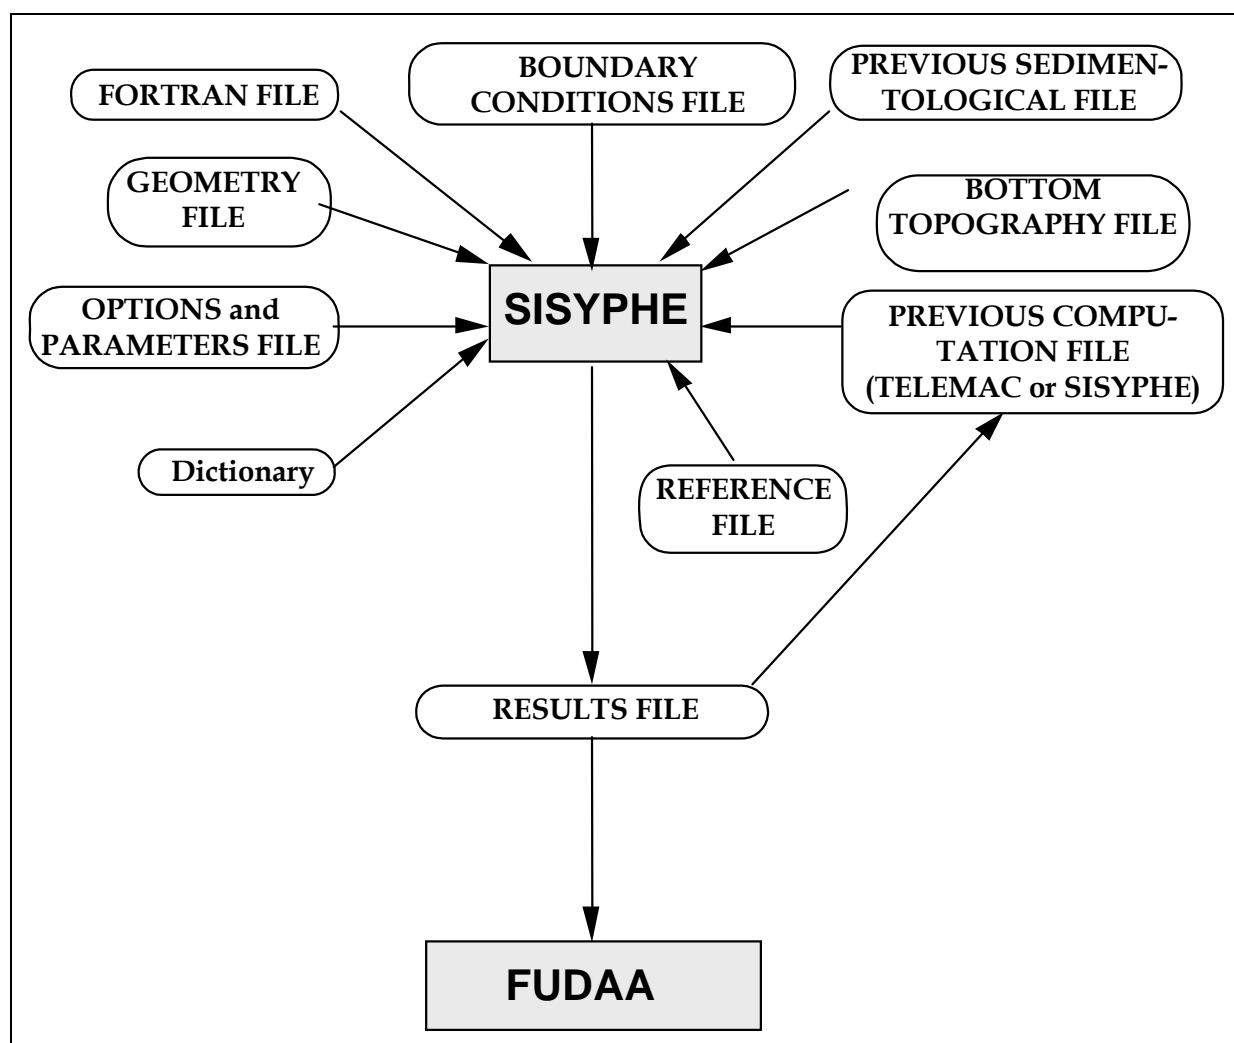 FORTRAN FILE
BOUNDARY
CONDITIONS FILE
PREVIOUS SEDIMEN-
TOLOGICAL FILE
GEOMETRY
FILE
BOTTOM
TOPOGRAPHY FILE
OPTIONS and
PARAMETERS FILE
SISYPHE
PREVIOUS COMPU-
TATION FILE
(TELEMAC or SISYPHE)
Dictionary
REFERENCE
FILE
RESULTS FILE
FUDAA